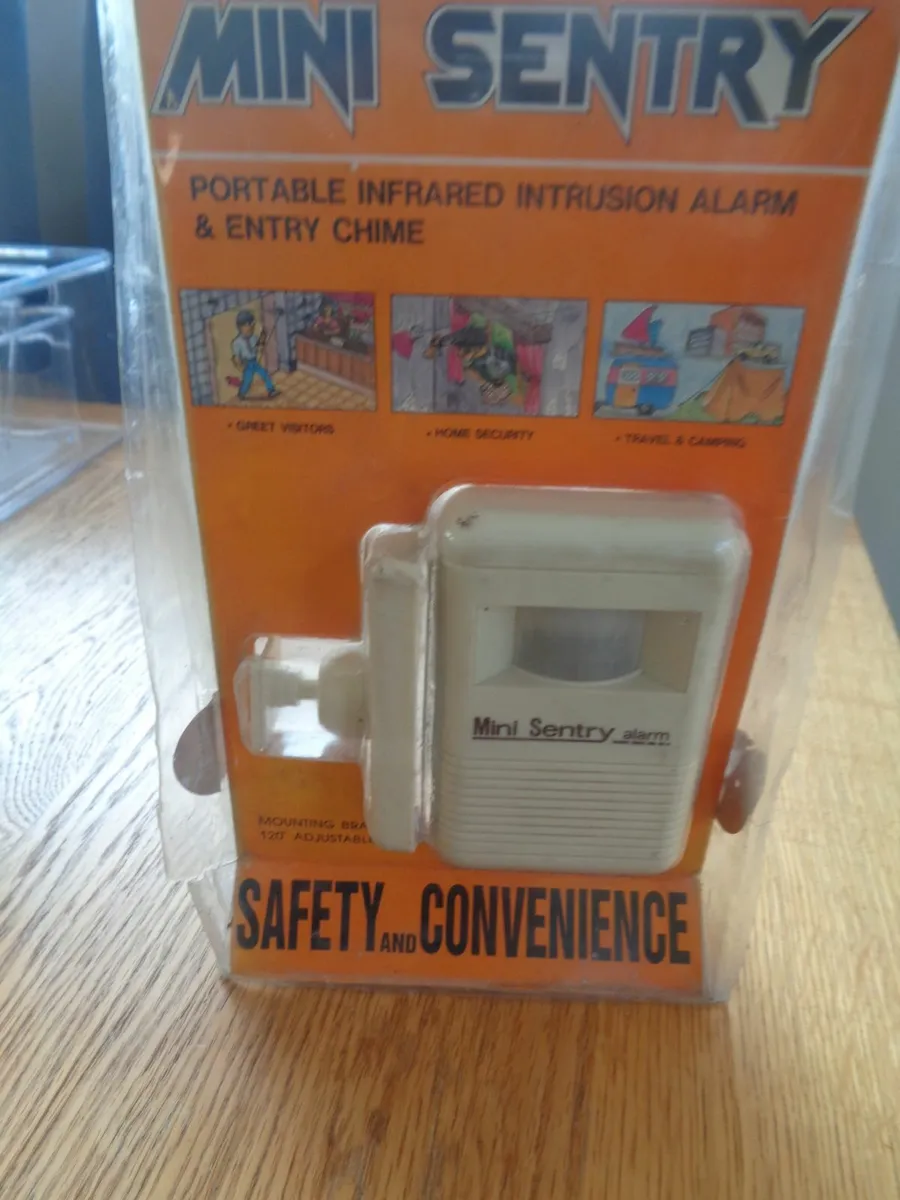 MINI SENTRY
PORTABLE INFRARED INTRUSION ALARM
& ENTRY CHIME
• GREET VISITORS
• HOME SECURITY
• TRAVEL & CAMPING
Mini Sentry alarm
MOUNTING BRA
120° ADJUSTABL
SAFETY AND CONVENIENCE